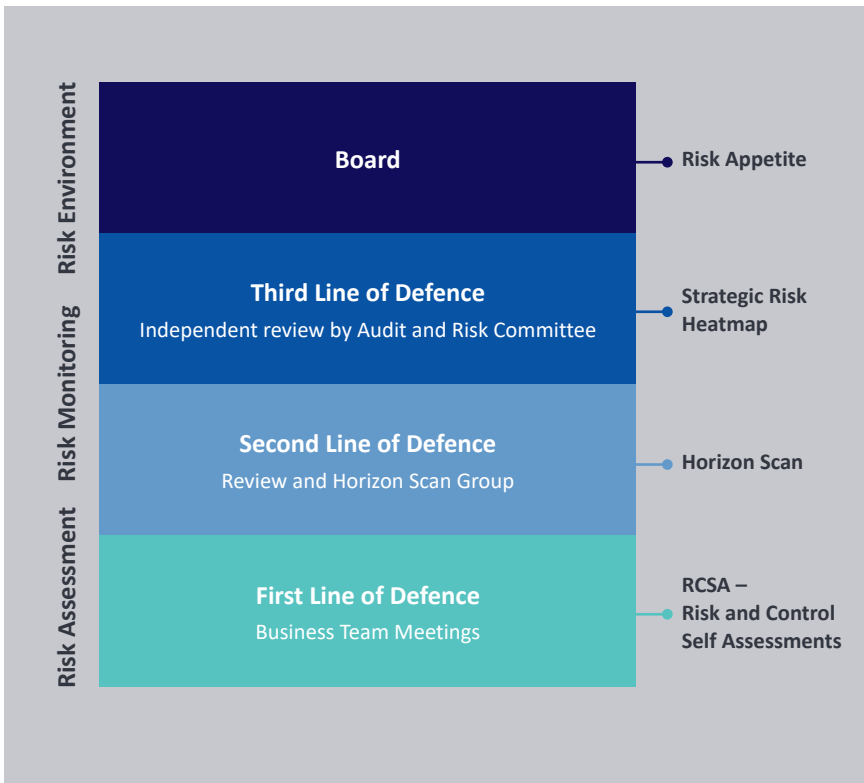 Risk Environment
Board
Risk Appetite
Third Line of Defence
Independent review by Audit and Risk Committee
Strategic Risk
Heatmap
Risk Monitoring
Second Line of Defence
Review and Horizon Scan Group
Horizon Scan
Risk Assessment
First Line of Defence
Business Team Meetings
RCSA –
Risk and Control
Self Assessments